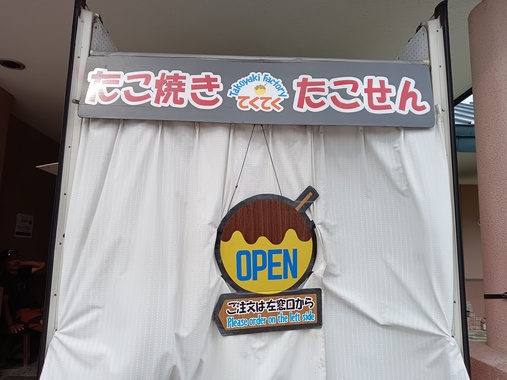 たこ焼き
Takoyaki Factory
てくてく
たこせん
OPEN
ご注文は左窓口から
Please order on the left side